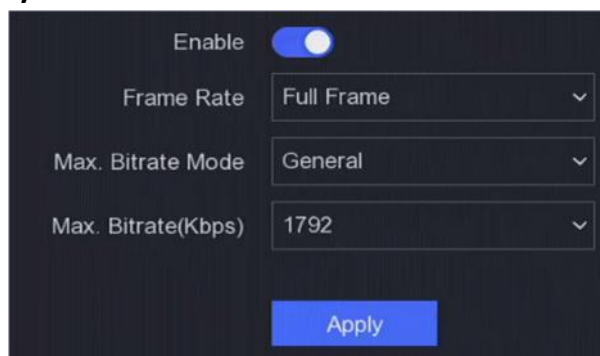 Enable
Frame Rate Full Frame
Max. Bitrate Mode General
Max. Bitrate(Kbps) 1792
Apply